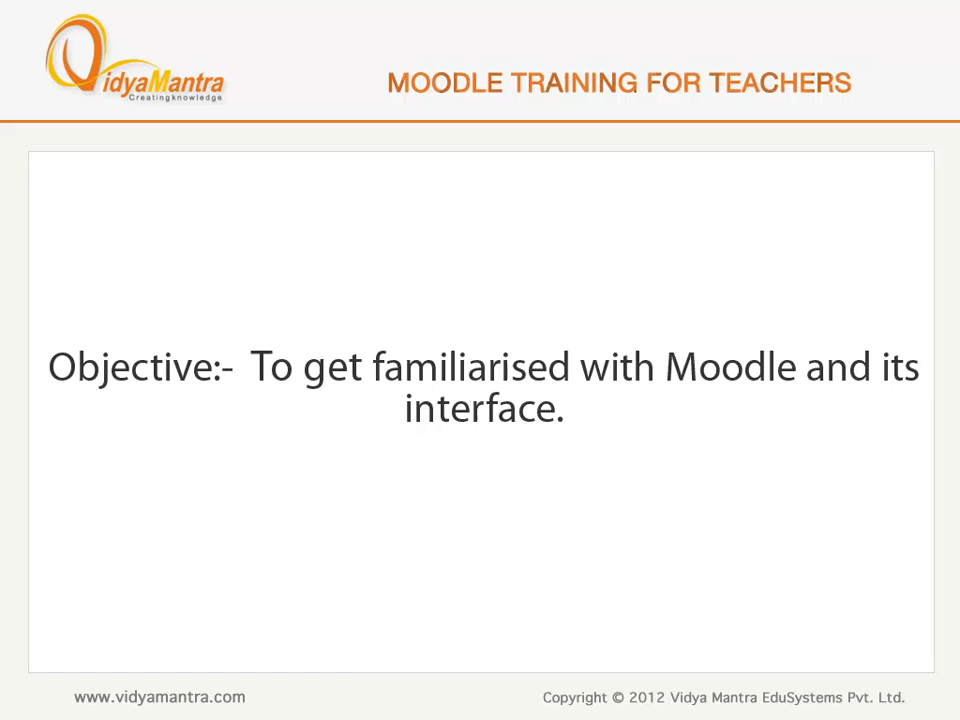 VidyaMantra
Creatingknowledge
MOODLE TRAINING FOR TEACHERS
Objective:- To get familiarised with Moodle and its
interface.
www.vidyamantra.com
Copyright © 2012 Vidya Mantra EduSystems Pvt. Ltd.